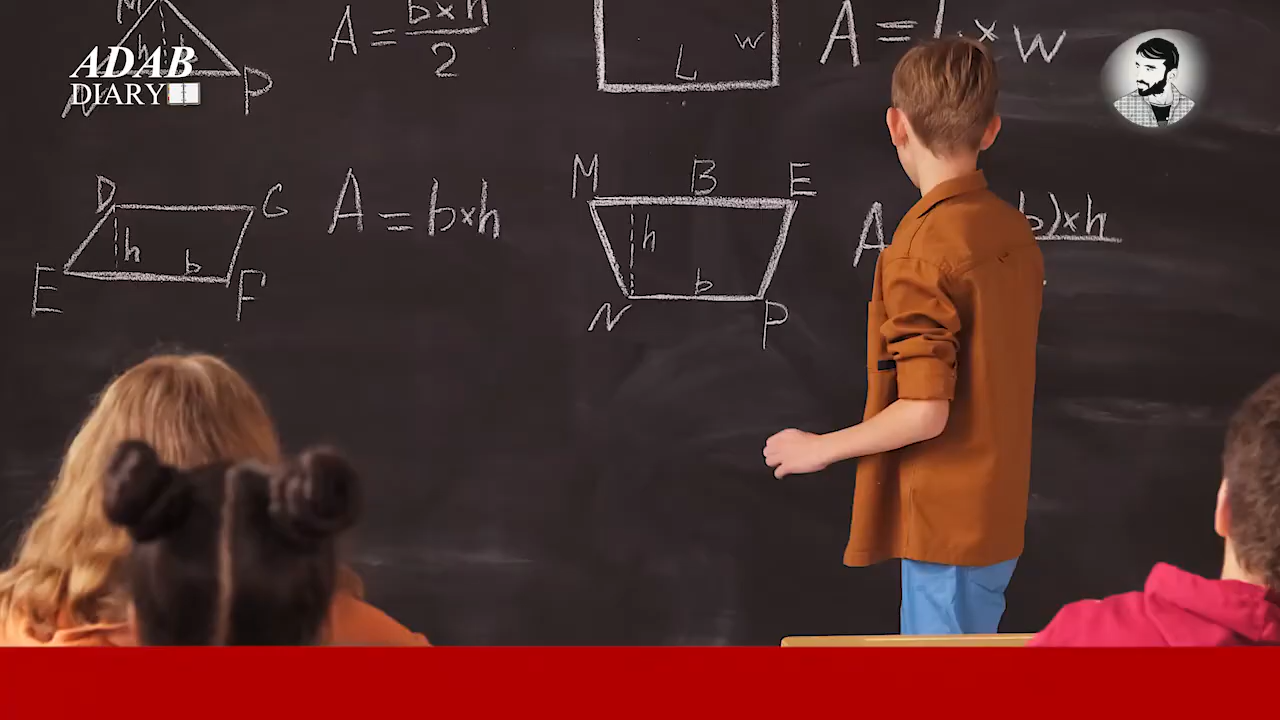 M
h
P
A = b×h
2
L
w
A = L × W
ADAB
DIARY
D
G
h
b
E
F
A = b×h
M
B
E
h
b
N
P
A
b)×h